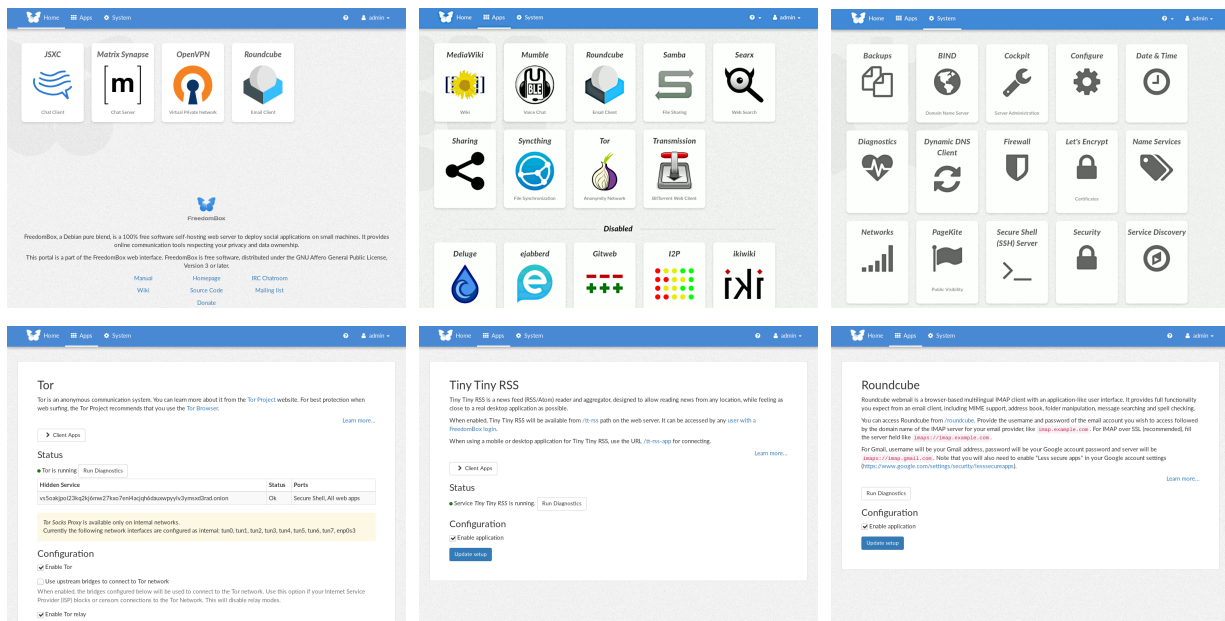 Home Apps System admin
JSXC
Chat Client
Matrix Synapse
[m]
Chat Server
OpenVPN
Virtual Private Network
Roundcube
Email Client
FreedomBox
FreedomBox, a Debian pure blend, is a 100% free software self-hosting web server to deploy social applications on small machines. It provides
online communication tools respecting your privacy and data ownership.
This portal is a part of the FreedomBox web interface. FreedomBox is free software, distributed under the GNU Affero General Public License,
Version 3 or later.
Manual Homepage IRC Chatroom
Wiki Source Code Mailing list
Donate
Home Apps System admin
MediaWiki
Wiki
Mumble
BLE
Voice Chat
Roundcube
Email Client
Samba
File Sharing
Searx
Web Search
Sharing
Syncthing
File Synchronization
Tor
Anonymity Network
Transmission
BitTorrent Web Client
Disabled
Deluge
ejabberd
Gitweb
I2P
ikiwiki
iki
Home Apps System admin
Backups
BIND
Domain Name Server
Cockpit
Server Administration
Configure
Date & Time
Diagnostics
Dynamic DNS
Client
Firewall
Let's Encrypt
Certificates
Name Services
Networks
PageKite
Public Visibility
Secure Shell
(SSH) Server
Security
Service Discovery
Home Apps System admin
Tor
Tor is an anonymous communication system. You can learn more about it from the Tor Project website. For best protection when
web surfing, the Tor Project recommends that you use the Tor Browser.
Learn more...
Client Apps
Status
Tor is running Run Diagnostics
Hidden Service Status Ports
Ok Secure Shell, All web apps
Tor Socks Proxy is available only on internal networks.
Currently the following network interfaces are configured as internal: tun0, tun1, tun2, tun3, tun4, tun5, tun6, tun7, enp0s3
Configuration
Enable Tor
Use upstream bridges to connect to Tor network
When enabled, the bridges configured below will be used to connect to the Tor network. Use this option if your Internet Service
Provider (ISP) blocks or censors connections to the Tor Network. This will disable relay modes.
Enable Tor relay
Home Apps System admin
Tiny Tiny RSS
Tiny Tiny RSS is a news feed (RSS/Atom) reader and aggregator, designed to allow reading news from any location, while feeling as
close to a real desktop application as possible.
When enabled, Tiny Tiny RSS will be available from /tt-rss path on the web server. It can be accessed by any user with a
FreedomBox login.
When using a mobile or desktop application for Tiny Tiny RSS, use the URL /tt-rss-app for connecting.
Learn more...
Client Apps
Status
Service Tiny Tiny RSS is running. Run Diagnostics
Configuration
Enable application
Update setup
Home Apps System admin
Roundcube
Roundcube webmail is a browser-based multilingual IMAP client with an application-like user interface. It provides full functionality
you expect from an email client, including MIME support, address book, folder manipulation, message searching and spell checking.
You can access Roundcube from /roundcube. Provide the username and password of the email account you wish to access followed
by the domain name of the IMAP server for your email provider, like imap.example.com. For IMAP over SSL (recommended), fill
the server field like imaps://imap.example.com.
For Gmail, username will be your Gmail address, password will be your Google account password and server will be
imaps://imap.gmail.com. Note that you will also need to enable "Less secure apps" in your Google account settings
(https://www.google.com/settings/security/lesssecureapps).
Learn more...
Run Diagnostics
Configuration
Enable application
Update setup